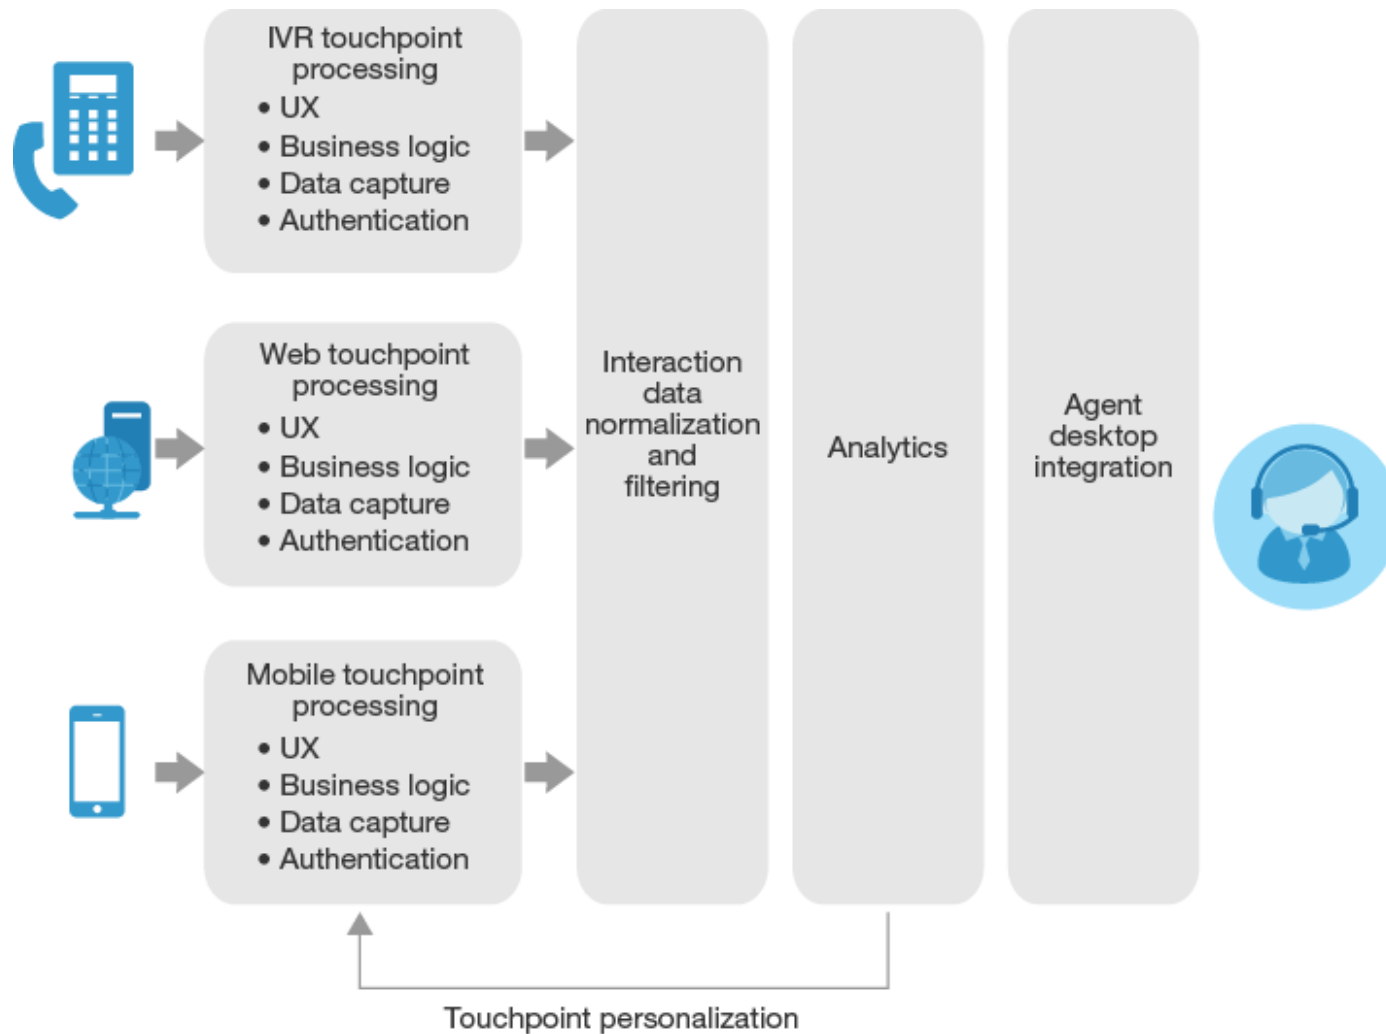 IVR touchpoint
processing
• UX
• Business logic
• Data capture
• Authentication
Web touchpoint
processing
• UX
• Business logic
• Data capture
• Authentication
Mobile touchpoint
processing
• UX
• Business logic
• Data capture
• Authentication
Interaction
data
normalization
and
filtering
Analytics
Agent
desktop
integration
Touchpoint personalization